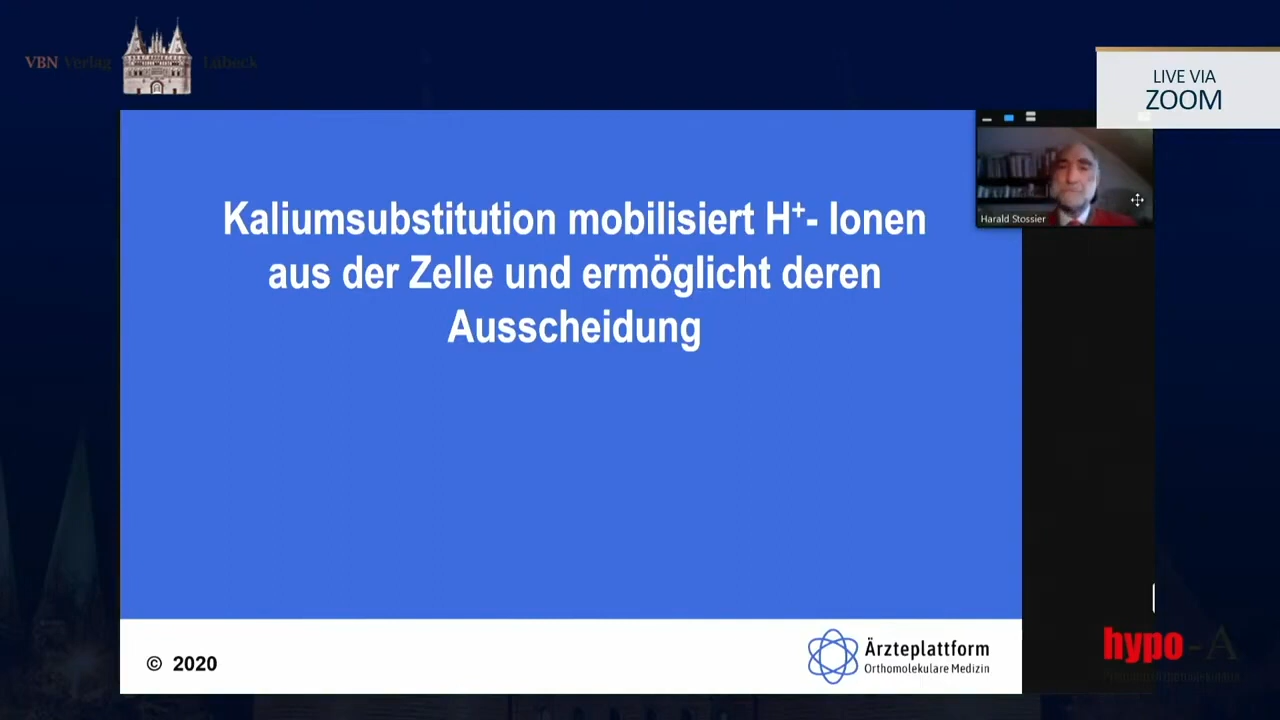 VBN Verlag Lübeck
LIVE VIA
ZOOM
Harald Stossier
Kaliumsubstitution mobilisiert H⁺- Ionen
aus der Zelle und ermöglicht deren
Ausscheidung
© 2020
Ärzteplattform
Orthomolekulare Medizin
hypo-A